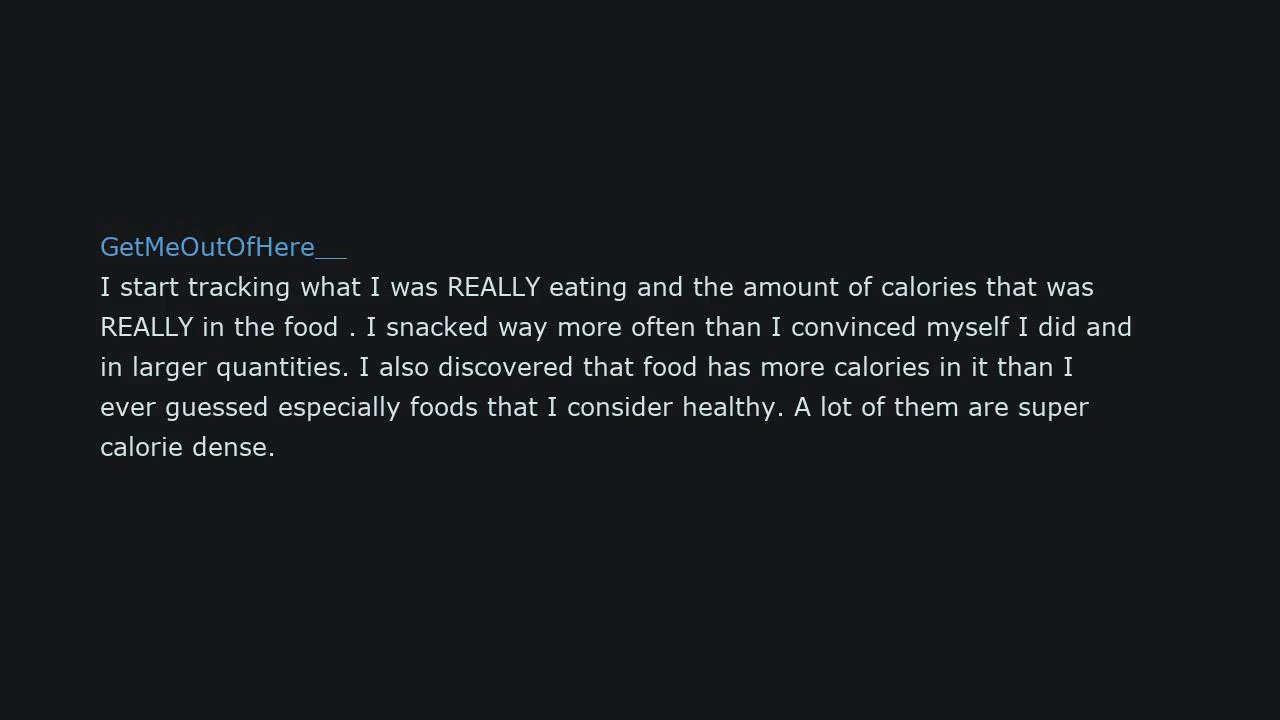 GetMeOutOfHere__
I start tracking what I was REALLY eating and the amount of calories that was
REALLY in the food . I snacked way more often than I convinced myself I did and
in larger quantities. I also discovered that food has more calories in it than I
ever guessed especially foods that I consider healthy. A lot of them are super
calorie dense.